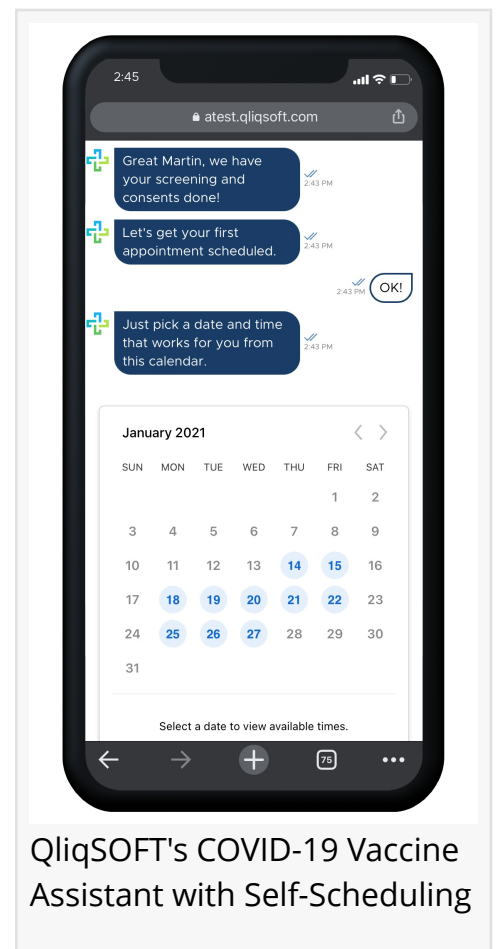 2:45
atest.qliqsoft.com
Great Martin, we have
your screening and
consents done!
2:43 PM
Let's get your first
appointment scheduled.
2:43 PM
2:43 PM
OK!
Just pick a date and time
that works for you from
this calendar.
2:43 PM
January 2021
SUN MON TUE WED THU FRI SAT
1 2
3 4 5 6 7 8 9
10 11 12 13 14 15 16
17 18 19 20 21 22 23
24 25 26 27 28 29 30
31
Select a date to view available times.
75
QliqSOFT's COVID-19 Vaccine
Assistant with Self-Scheduling